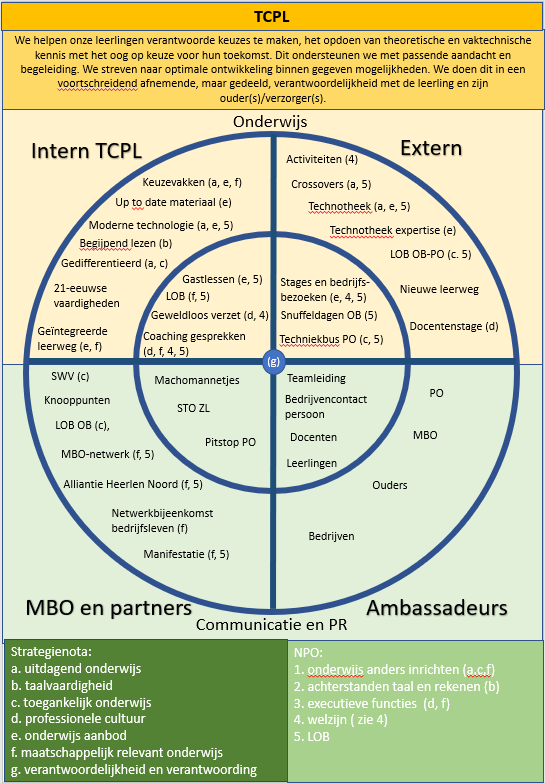 TCPL
We helpen onze leerlingen verantwoorde keuzes te maken, het opdoen van theoretische en vaktechnische
kennis met het oog op keuze voor hun toekomst. Dit ondersteunen we met passende aandacht en
begeleiding. We streven naar optimale ontwikkeling binnen gegeven mogelijkheden. We doen dit in een
voortschreidend afnemende, maar gedeeld, verantwoordelijkheid met de leerling en zijn
ouder(s)/verzorger(s).
Onderwijs
Intern TCPL
Keuzevakken (a, e, f)
Up to date materiaal (e)
Moderne technologie (a, e, 5)
Begijpend lezen (b)
Gedifferentieerd (a, c)
21-eeuwse
vaardigheden
Geïntegreerde
leerweg (e, f)
Gastlessen (e, 5)
LOB (f, 5)
Geweldloos verzet (d, 4)
Coaching gesprekken
(d, f, 4, 5)
Extern
Activiteiten (4)
Crossovers (a, 5)
Technotheek (a, e, 5)
Technotheek expertise (e)
LOB OB-PO (c. 5)
Nieuwe leerweg
Docentenstage (d)
Stages en bedrijfs-
bezoeken (e, 4, 5)
Snuffeldagen OB (5)
Techniekbus PO (c, 5)
(g)
SWV (c)
Knooppunten
LOB OB (c),
MBO-netwerk (f, 5)
Alliantie Heerlen Noord (f, 5)
Netwerkbijeenkomst
bedrijfsleven (f)
Manifestatie (f, 5)
Machomannetjes
STO ZL
Pitstop PO
MBO en partners
Teamleiding
Bedrijvencontact
persoon
Docenten
Leerlingen
PO
MBO
Ouders
Bedrijven
Ambassadeurs
Communicatie en PR
Strategienota:
a. uitdagend onderwijs
b. taalvaardigheid
c. toegankelijk onderwijs
d. professionele cultuur
e. onderwijs aanbod
f. maatschappelijk relevant onderwijs
g. verantwoordelijkheid en verantwoording
NPO:
1. onderwijs anders inrichten (a,c,f)
2. achterstanden taal en rekenen (b)
3. executieve functies  (d, f)
4. welzijn ( zie 4)
5. LOB